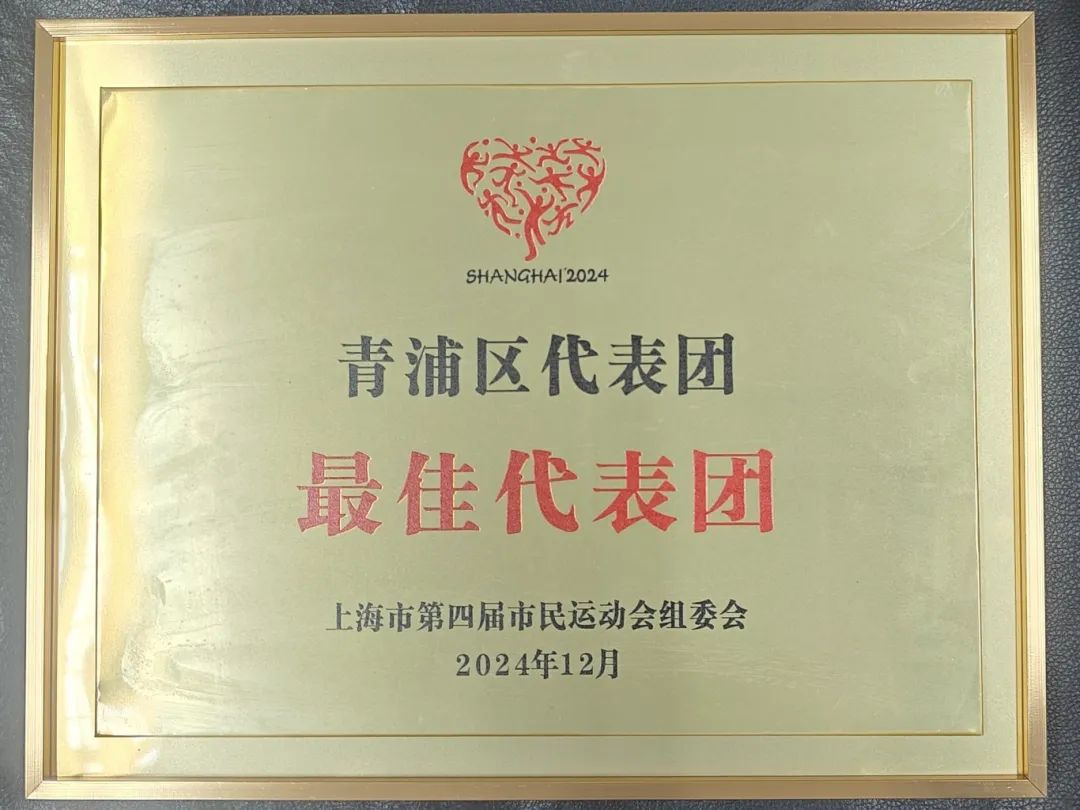 SHANGHAI'2024
青浦区代表团
最佳代表团
上海市第四届市民运动会组委会
2024年12月